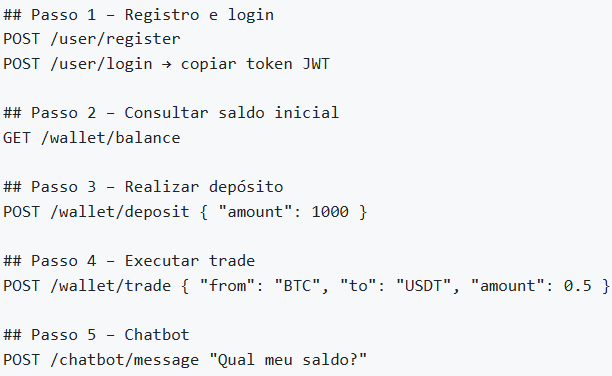 ## Passo 1 – Registro e login
POST /user/register
POST /user/login → copiar token JWT
## Passo 2 – Consultar saldo inicial
GET /wallet/balance
## Passo 3 – Realizar depósito
POST /wallet/deposit { "amount": 1000 }
## Passo 4 – Executar trade
POST /wallet/trade { "from": "BTC", "to": "USDT", "amount": 0.5 }
## Passo 5 – Chatbot
POST /chatbot/message "Qual meu saldo?"